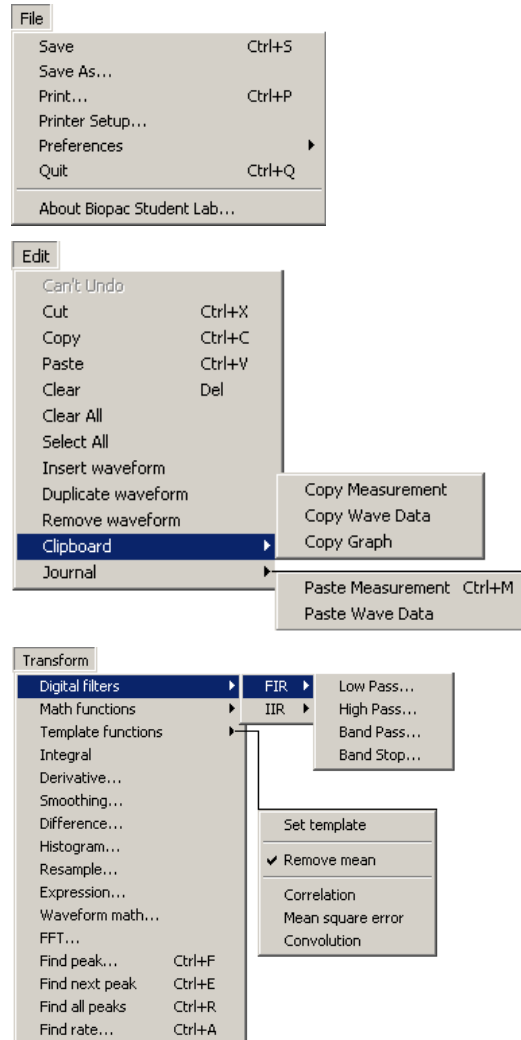 File
Save Ctrl+S
Save As...
Print... Ctrl+P
Printer Setup...
Preferences
Quit Ctrl+Q
About Biopac Student Lab...
Edit
Can't Undo
Cut Ctrl+X
Copy Ctrl+C
Paste Ctrl+V
Clear Del
Clear All
Select All
Insert waveform
Duplicate waveform
Remove waveform
Clipboard
Journal
Copy Measurement
Copy Wave Data
Copy Graph
Paste Measurement Ctrl+M
Paste Wave Data
Transform
Digital filters
Math functions
Template functions
Integral
Derivative...
Smoothing...
Difference...
Histogram...
Resample...
Expression...
Waveform math...
FFT...
Find peak... Ctrl+F
Find next peak Ctrl+E
Find all peaks Ctrl+R
Find rate... Ctrl+A
FIR
IIR
Low Pass...
High Pass...
Band Pass...
Band Stop...
Set template
Remove mean
Correlation
Mean square error
Convolution